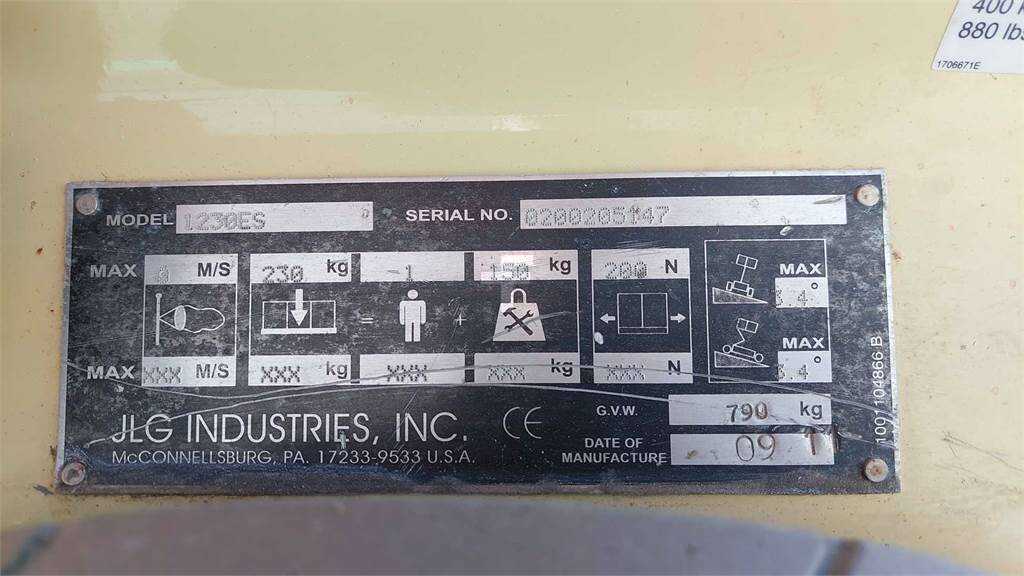 400
880 lbs
1706671E
MODEL 1230ES SERIAL NO. 0200205147
MAX 0 M/S 230 kg 1 150 kg 200 N MAX 3.4°
= +
MAX XXX M/S XXX kg XXX XXX kg XXX N MAX 3.4°
JLG INDUSTRIES, INC. CE G.V.W. 790 kg
McCONNELLSBURG, PA. 17233-9533 U.S.A. DATE OF MANUFACTURE 09
1001104866 B